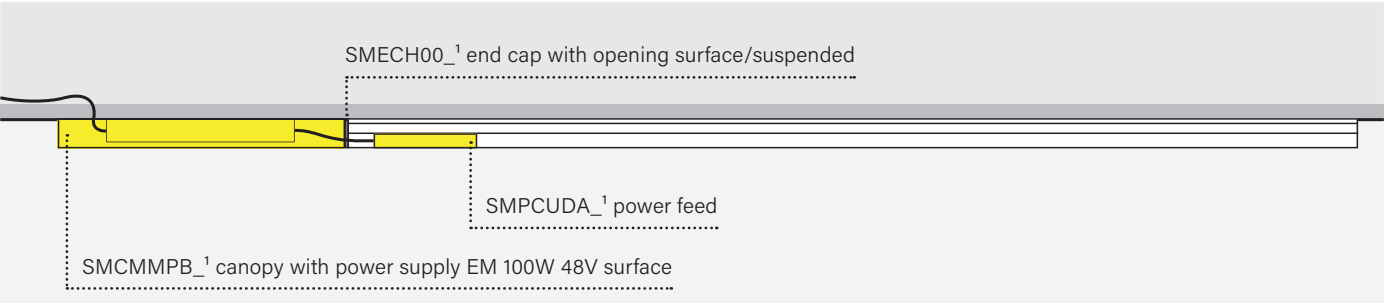 SMECH00_¹ end cap with opening surface/suspended
SMPCUDA_¹ power feed
SMCMMPB_¹ canopy with power supply EM 100W 48V surface